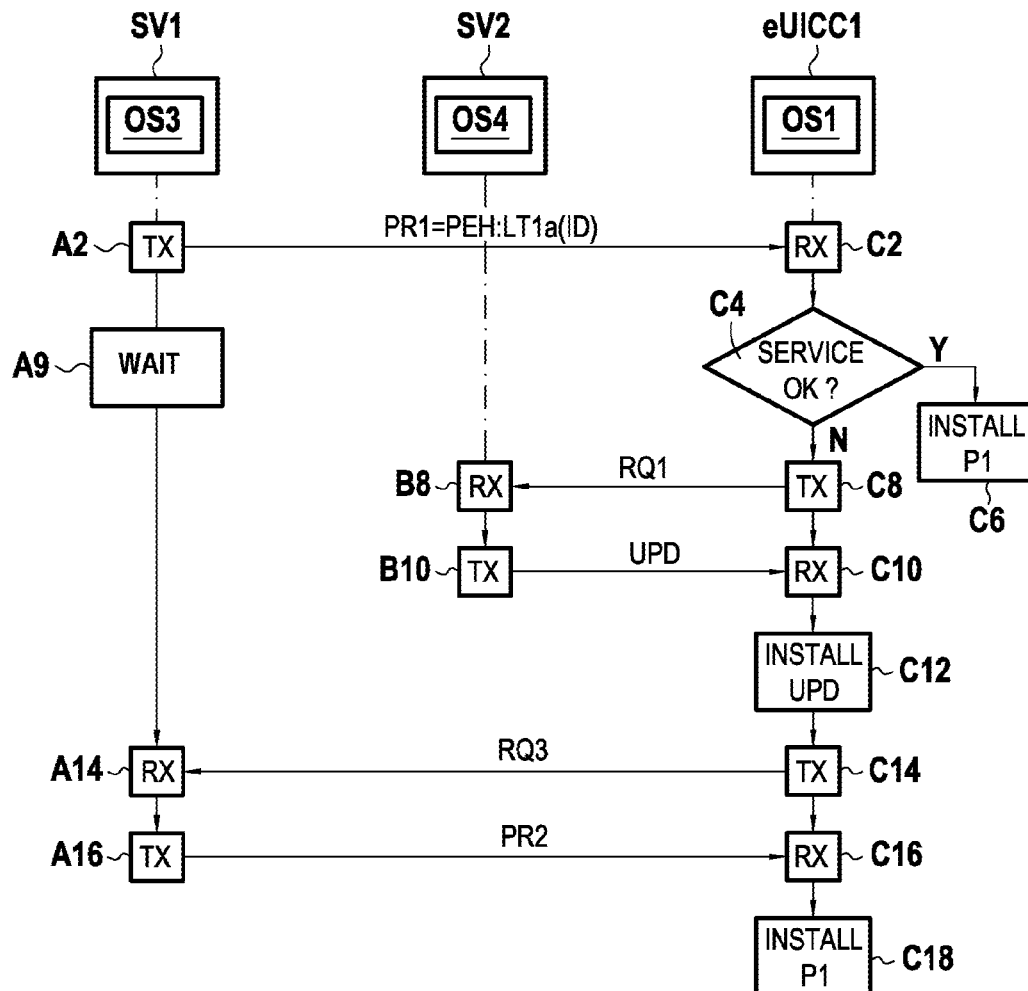 SV1 SV2 eUICC1
OS3 OS4 OS1
A2 TX PR1=PEH:LT1a(ID) RX C2
A9 WAIT
C4 SERVICE OK ? Y
N
INSTALL P1
C6
B8 RX RQ1 TX C8
B10 TX UPD RX C10
INSTALL UPD C12
A14 RX RQ3 TX C14
A16 TX PR2 RX C16
INSTALL P1 C18